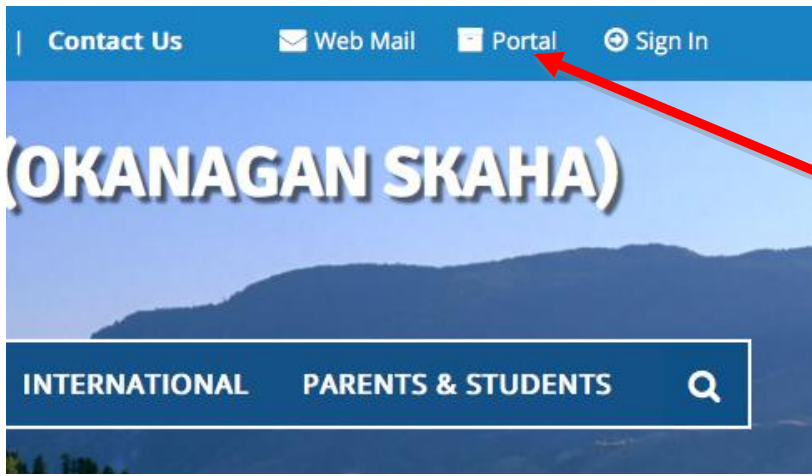 | Contact Us Web Mail Portal Sign In
(OKANAGAN SKAHA)
INTERNATIONAL PARENTS & STUDENTS